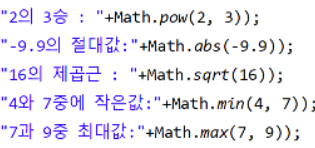 "2의 3승 : "+Math.pow(2, 3));
"-9.9의 절대값:"+Math.abs(-9.9));
"16의 제곱근 : "+Math.sqrt(16));
"4와 7중에 작은값:"+Math.min(4, 7));
"7과 9중 최대값:"+Math.max(7, 9));